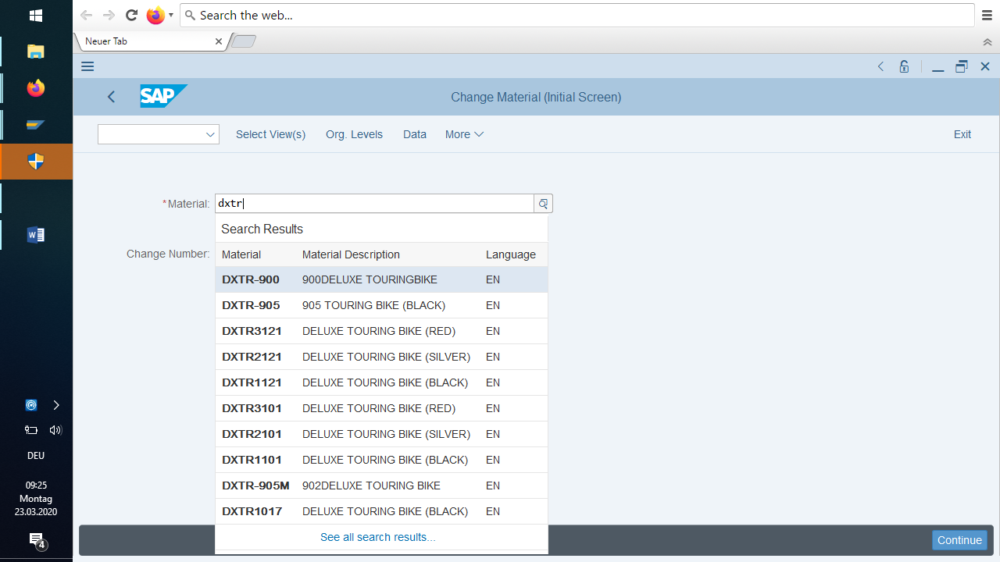 Search the web...
Neuer Tab
SAP
Change Material (Initial Screen)
Select View(s) Org. Levels Data More Exit
*Material: dxtr
Search Results
Change Number:
Material Material Description Language
DXTR-900 900DELUXE TOURINGBIKE EN
DXTR-905 905 TOURING BIKE (BLACK) EN
DXTR3121 DELUXE TOURING BIKE (RED) EN
DXTR2121 DELUXE TOURING BIKE (SILVER) EN
DXTR1121 DELUXE TOURING BIKE (BLACK) EN
DXTR3101 DELUXE TOURING BIKE (RED) EN
DXTR2101 DELUXE TOURING BIKE (SILVER) EN
DXTR1101 DELUXE TOURING BIKE (BLACK) EN
DXTR-905M 902DELUXE TOURING BIKE EN
DXTR1017 DELUXE TOURING BIKE (BLACK) EN
See all search results...
Continue
DEU
09:25
Montag
23.03.2020
4